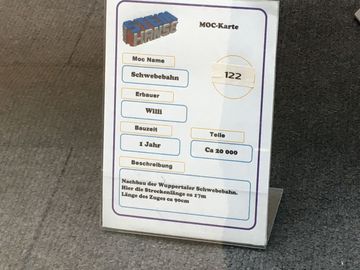 MOC-Karte
HANSE
Moc Name
Schwebebahn
122
Erbauer
Willi
Bauzeit
Teile
1 Jahr
Ca 20 000
Beschreibung
Nachbau der Wuppertaler Schwebebahn.
Hier die Streckenlänge ca 17m
Länge des Zuges ca 90cm